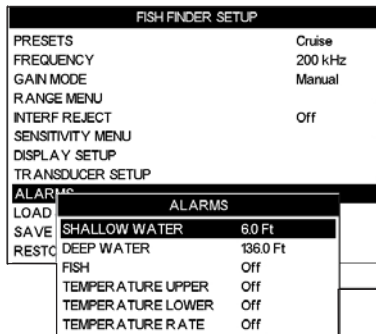 FISH FINDER SETUP
PRESETS Cruise
FREQUENCY 200 kHz
GAIN MODE Manual
RANGE MENU
INTERF REJECT Off
SENSITIVITY MENU
DISPLAY SETUP
TRANSDUCER SETUP
ALARMS
LOAD
SAVE
ALARMS
SHALLOW WATER 6.0 Ft
DEEP WATER 136.0 Ft
FISH Off
TEMPERATURE UPPER Off
TEMPERATURE LOWER Off
TEMPERATURE RATE Off